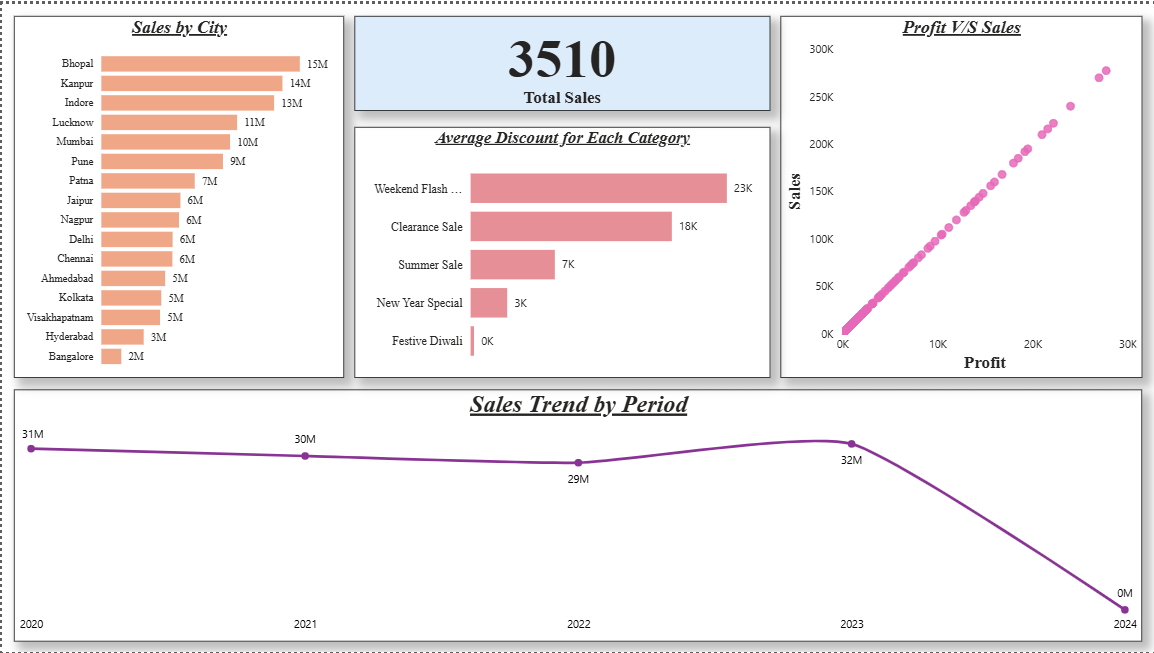 Sales by City
Bhopal 15M
Kanpur 14M
Indore 13M
Lucknow 11M
Mumbai 10M
Pune 9M
Patna 7M
Jaipur 6M
Nagpur 6M
Delhi 6M
Chennai 6M
Ahmedabad 5M
Kolkata 5M
Visakhapatnam 5M
Hyderabad 3M
Bangalore 2M
3510
Total Sales
Average Discount for Each Category
Weekend Flash ... 23K
Clearance Sale 18K
Summer Sale 7K
New Year Special 3K
Festive Diwali 0K
Profit V/S Sales
300K
250K
200K
150K
100K
50K
0K
Sales
0K 10K 20K 30K
Profit
Sales Trend by Period
31M 30M 29M 32M 0M
2020 2021 2022 2023 2024